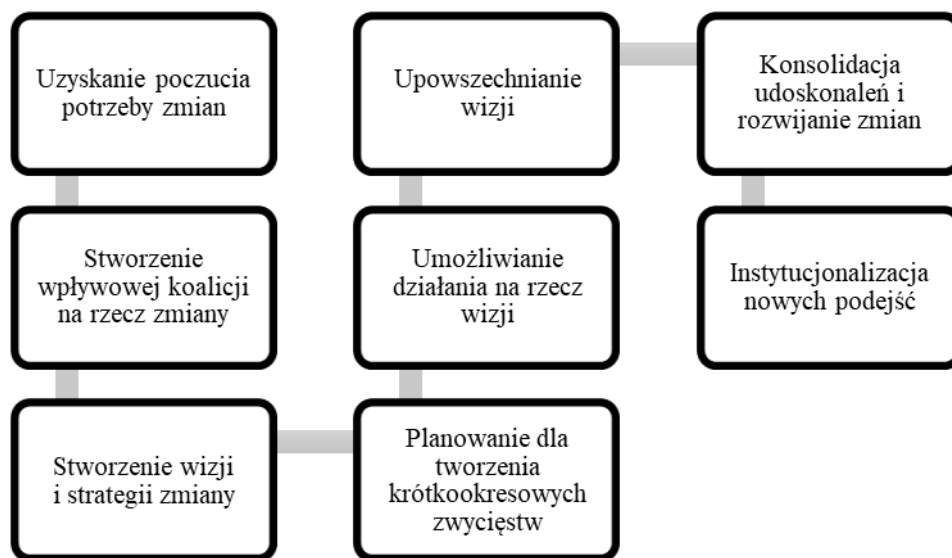 Uzyskanie poczucia
potrzeby zmian
Stworzenie
wpływowej koalicji
na rzecz zmiany
Stworzenie wizji
i strategii zmiany
Planowanie dla
tworzenia
krótkookresowych
zwycięstw
Umożliwianie
działania na rzecz
wizji
Upowszechnianie
wizji
Konsolidacja
udoskonaleń i
rozwijanie zmian
Instytucjonalizacja
nowych podejść